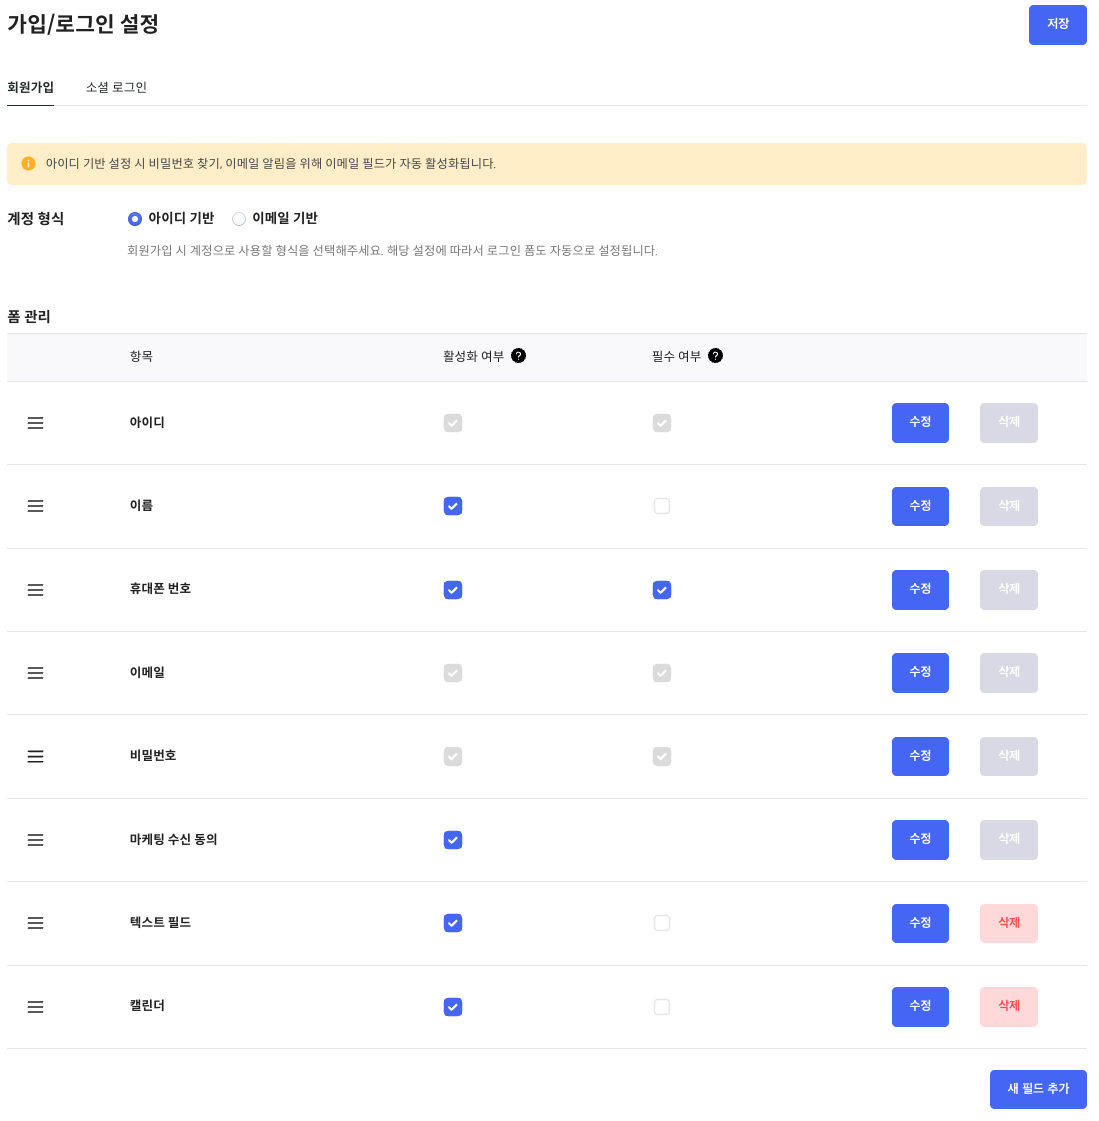 가입/로그인 설정
저장
회원가입 소셜 로그인
아이디 기반 설정 시 비밀번호 찾기, 이메일 알림을 위해 이메일 필드가 자동 활성화됩니다.
계정 형식 아이디 기반 이메일 기반
회원가입 시 계정으로 사용할 형식을 선택해주세요. 해당 설정에 따라서 로그인 폼도 자동으로 설정됩니다.
폼 관리
항목 활성화 여부 ? 필수 여부 ?
아이디 수정 삭제
이름 수정 삭제
휴대폰 번호 수정 삭제
이메일 수정 삭제
비밀번호 수정 삭제
마케팅 수신 동의 수정 삭제
텍스트 필드 수정 삭제
캘린더 수정 삭제
새 필드 추가